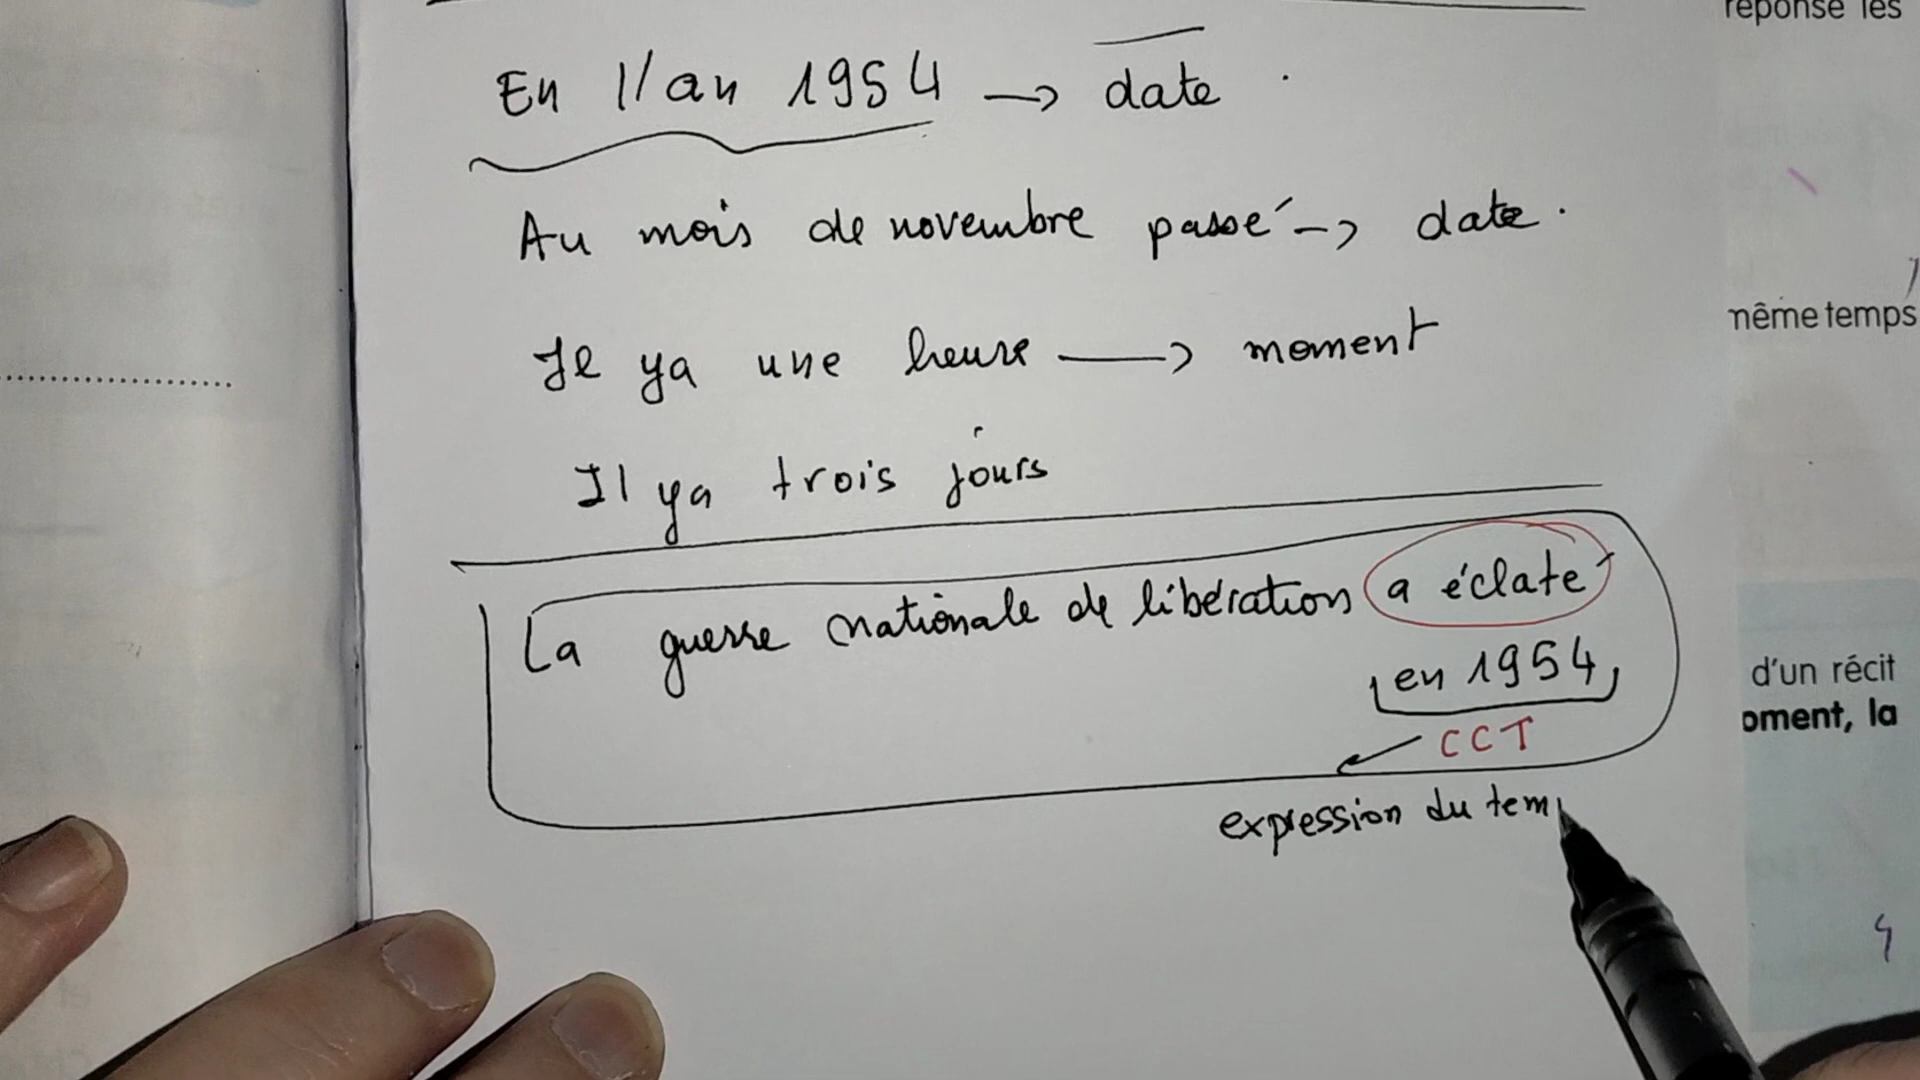 réponse les
En l'an 1954 → date.
Au mois de novembre passé → date.
Il ya une heure → moment
même temps
Il ya trois jours
La guerre nationale de libération a éclaté
en 1954
d'un récit
oment, la
CCT
expression du tem